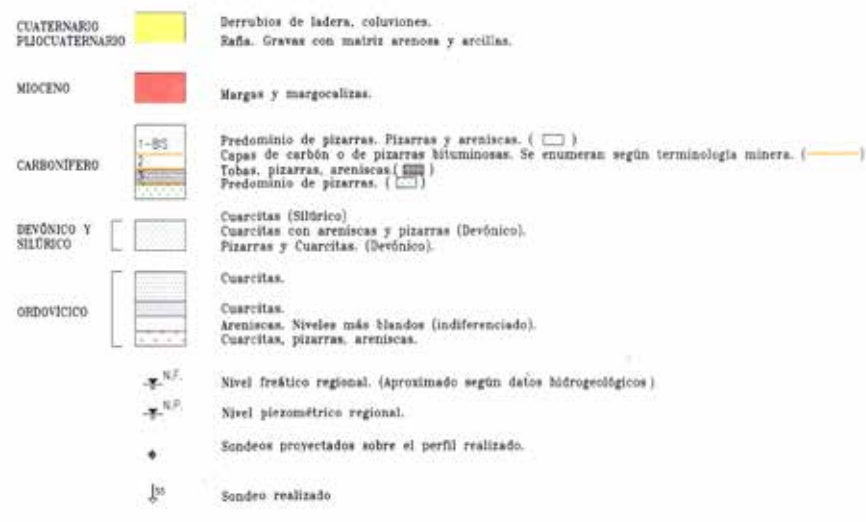 CUATERNARIO
PLIOCUATERNARIO
Derrubios de ladera, coluviones.
Raña. Gravas con matriz arenosa y arcillas.
MIOCENO
Margas y margocalizas.
CARBONÍFERO
1-BIS
2
3
Predominio de pizarras. Pizarras y areniscas. ( )
Capas de carbón o de pizarras bituminosas. Se enumeran según terminología minera. ( )
Tobas, pizarras, areniscas.( )
Predominio de pizarras. ( )
DEVÓNICO Y
SILÚRICO
Cuarcitas (Silúrico)
Cuarcitas con areniscas y pizarras (Devónico).
Pizarras y Cuarcitas. (Devónico).
ORDOVÍCICO
Cuarcitas.
Cuarcitas.
Areniscas. Niveles más blandos (indiferenciado).
Cuarcitas, pizarras, areniscas.
N.F.
Nivel freático regional. (Aproximado según datos hidrogeológicos)
N.P.
Nivel piezométrico regional.
Sondeos proyectados sobre el perfil realizado.
Sondeo realizado